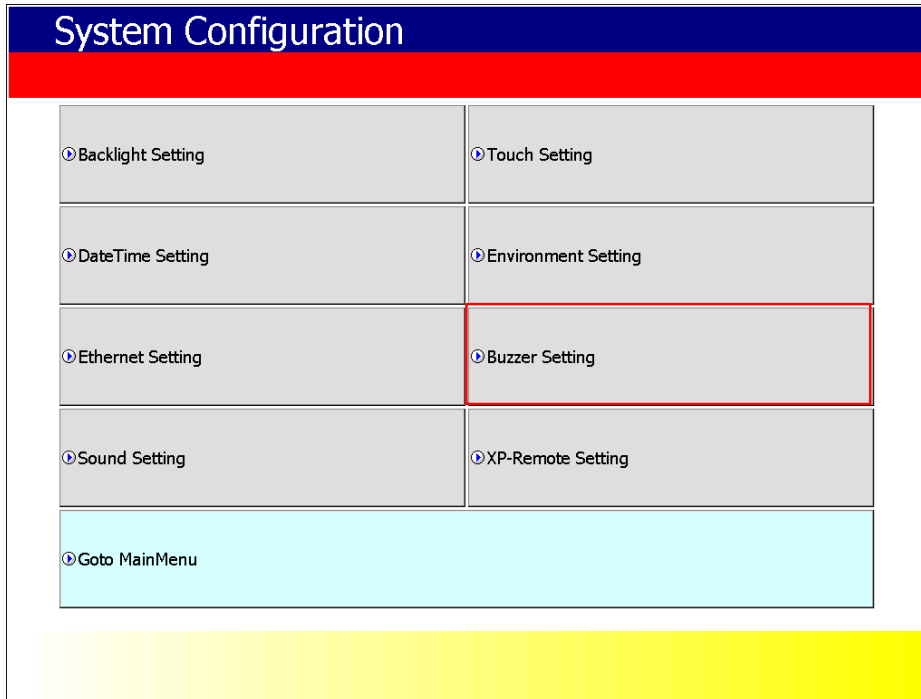 System Configuration
Backlight Setting
Touch Setting
DateTime Setting
Environment Setting
Ethernet Setting
Buzzer Setting
Sound Setting
XP-Remote Setting
Goto MainMenu